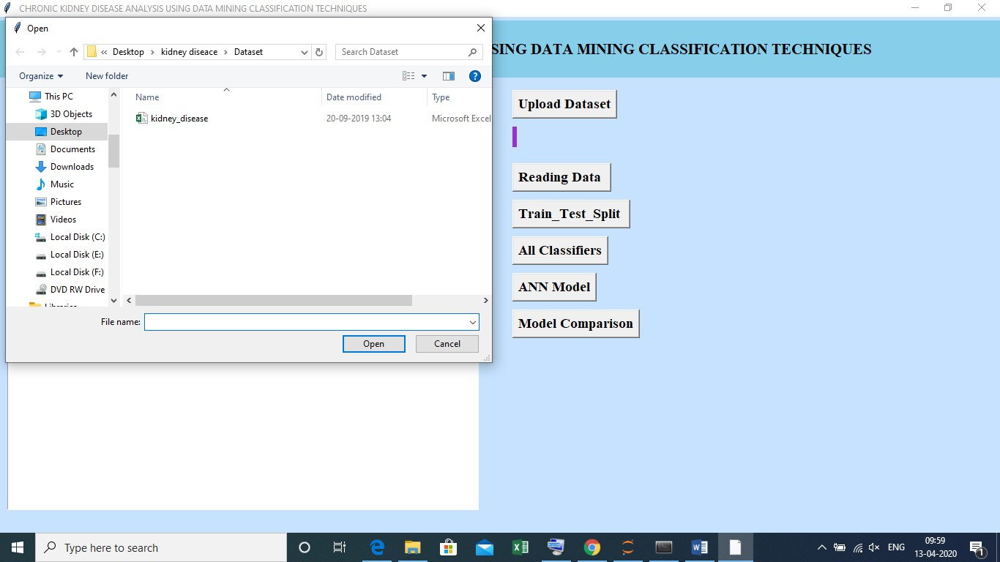 CHRONIC KIDNEY DISEASE ANALYSIS USING DATA MINING CLASSIFICATION TECHNIQUES
Open
« Desktop › kidney diseace › Dataset
Search Dataset
SING DATA MINING CLASSIFICATION TECHNIQUES
Organize
New folder
This PC
3D Objects
Desktop
Documents
Downloads
Music
Pictures
Videos
Local Disk (C:)
Local Disk (E:)
Local Disk (F:)
DVD RW Drive
Libraries
Name
Date modified
Type
kidney_disease
20-09-2019 13:04
Microsoft Excel
File name:
Open
Cancel
Upload Dataset
Reading Data
Train_Test_Split
All Classifiers
ANN Model
Model Comparison
Type here to search
ENG
09:59
13-04-2020
1